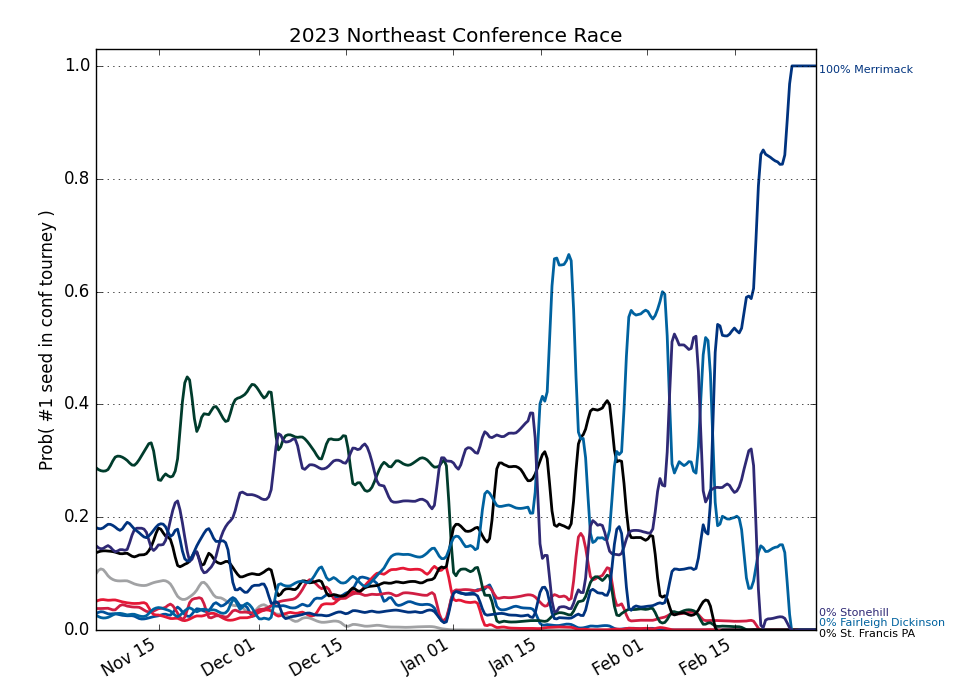 2023 Northeast Conference Race
Prob( #1 seed in conf tourney )
1.0
0.8
0.6
0.4
0.2
0.0
Nov 15
Dec 01
Dec 15
Jan 01
Jan 15
Feb 01
Feb 15
100% Merrimack
0% Stonehill
0% Fairleigh Dickinson
0% St. Francis PA